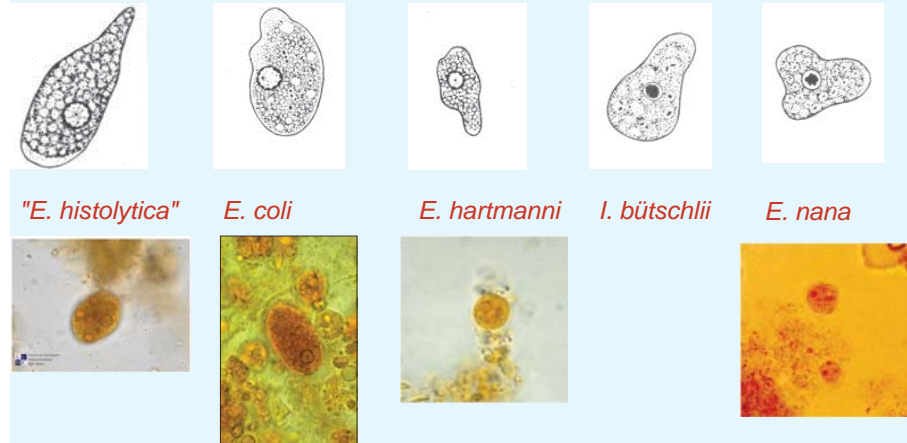 "E. histolytica" E. coli E. hartmanni I. bütschlii E. nana